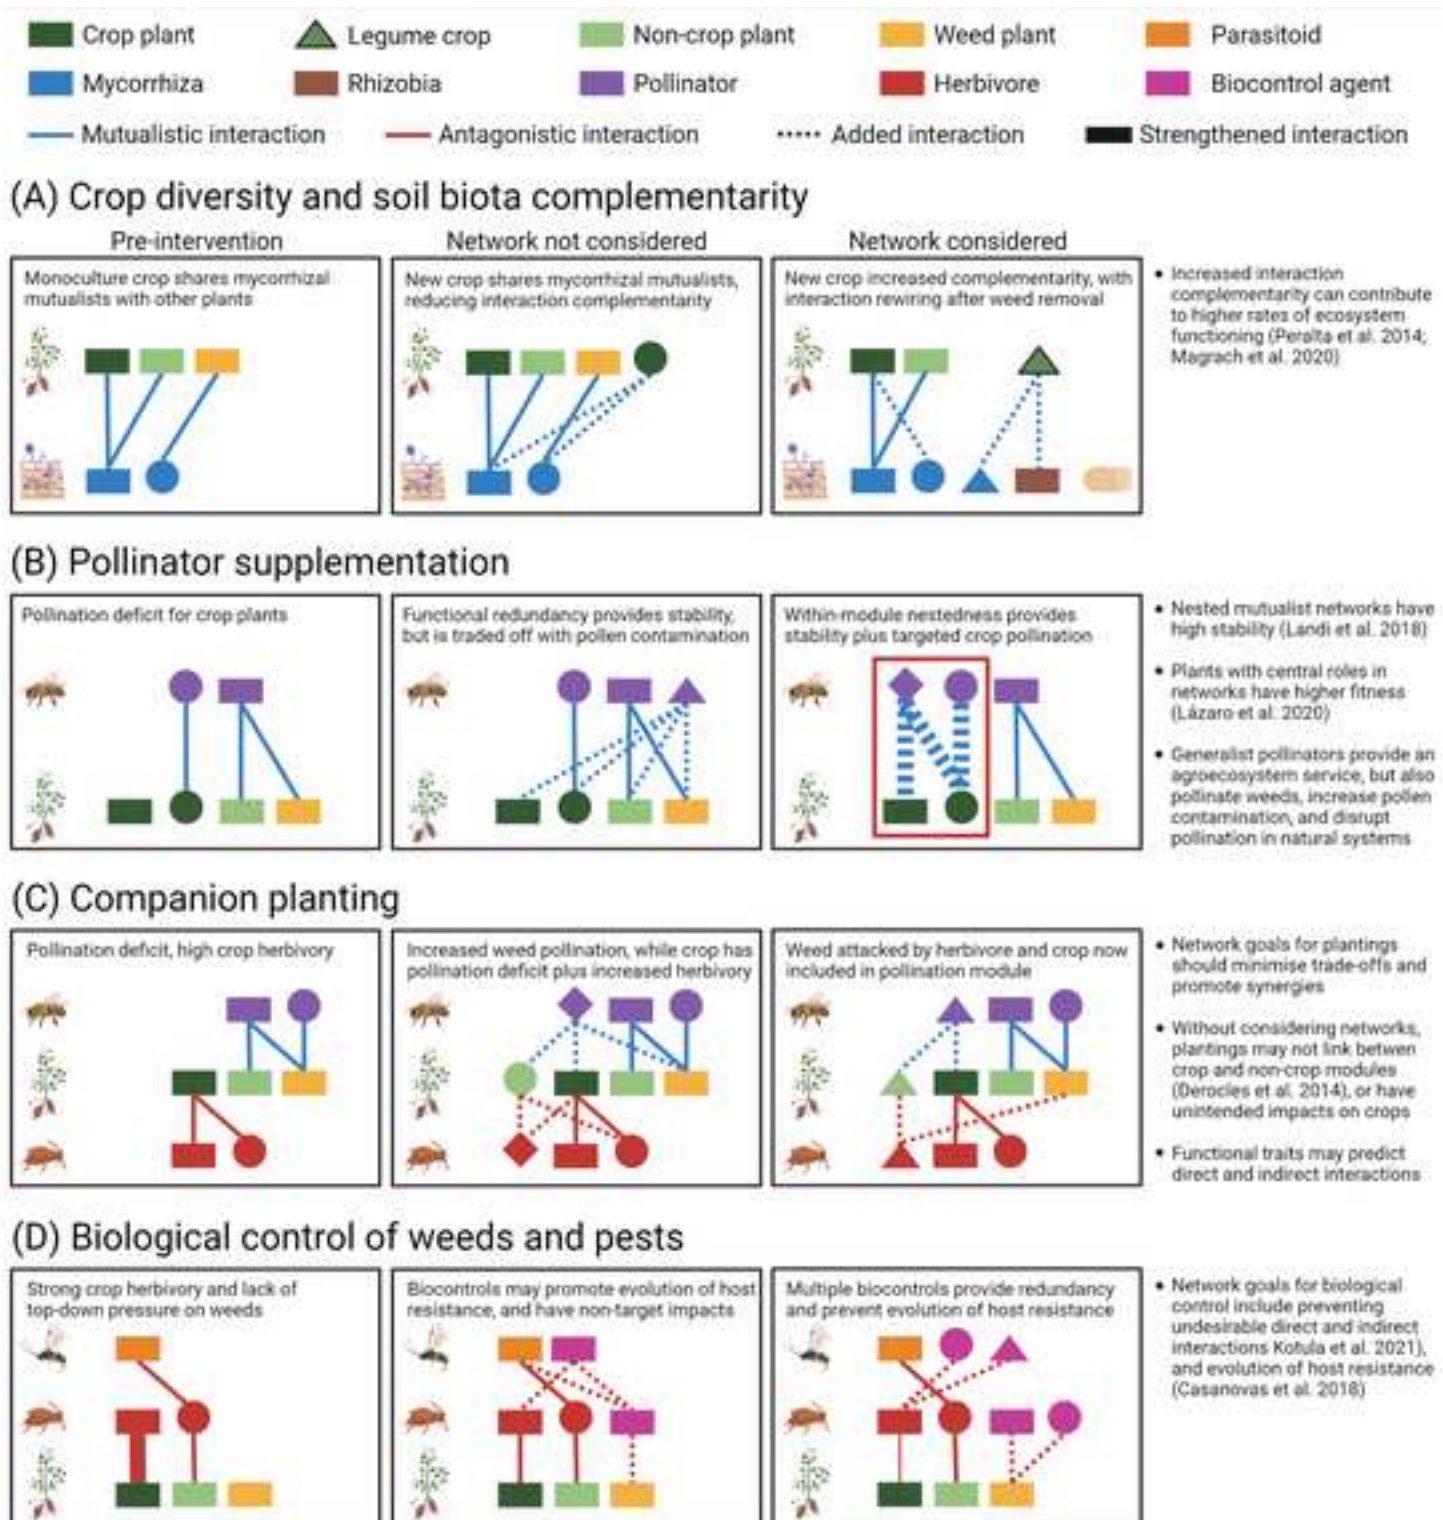 Crop plant Legume crop Non-crop plant Weed plant Parasitoid
Mycorrhiza Rhizobia Pollinator Herbivore Biocontrol agent
Mutualistic interaction Antagonistic interaction Added interaction Strengthened interaction
(A) Crop diversity and soil biota complementarity
Pre-intervention Network not considered Network considered
Monoculture crop shares mycorrhizal
mutualists with other plants
New crop shares mycorrhizal mutualists,
reducing interaction complementarity
New crop increased complementarity, with
interaction rewiring after weed removal
• Increased interaction
complementarity can contribute
to higher rates of ecosystem
functioning (Peralta et al. 2014;
Magrach et al. 2020)
(B) Pollinator supplementation
Pollination deficit for crop plants
Functional redundancy provides stability,
but is traded off with pollen contamination
Within-module nestedness provides
stability plus targeted crop pollination
• Nested mutualist networks have
high stability (Landi et al. 2018)
• Plants with central roles in
networks have higher fitness
(Lázaro et al. 2020)
• Generalist pollinators provide an
agroecosystem service, but also
pollinate weeds, increase pollen
contamination, and disrupt
pollination in natural systems
(C) Companion planting
Pollination deficit, high crop herbivory
Increased weed pollination, while crop has
pollination deficit plus increased herbivory
Weed attacked by herbivore and crop now
included in pollination module
• Network goals for plantings
should minimise trade-offs and
promote synergies
• Without considering networks,
plantings may not link betwen
crop and non-crop modules
(Derocles et al. 2014), or have
unintended impacts on crops
• Functional traits may predict
direct and indirect interactions
(D) Biological control of weeds and pests
Strong crop herbivory and lack of
top-down pressure on weeds
Biocontrols may promote evolution of host
resistance, and have non-target impacts
Multiple biocontrols provide redundancy
and prevent evolution of host resistance
• Network goals for biological
control include preventing
undesirable direct and indirect
interactions Kotula et al. 2021),
and evolution of host resistance
(Casanovas et al. 2018)